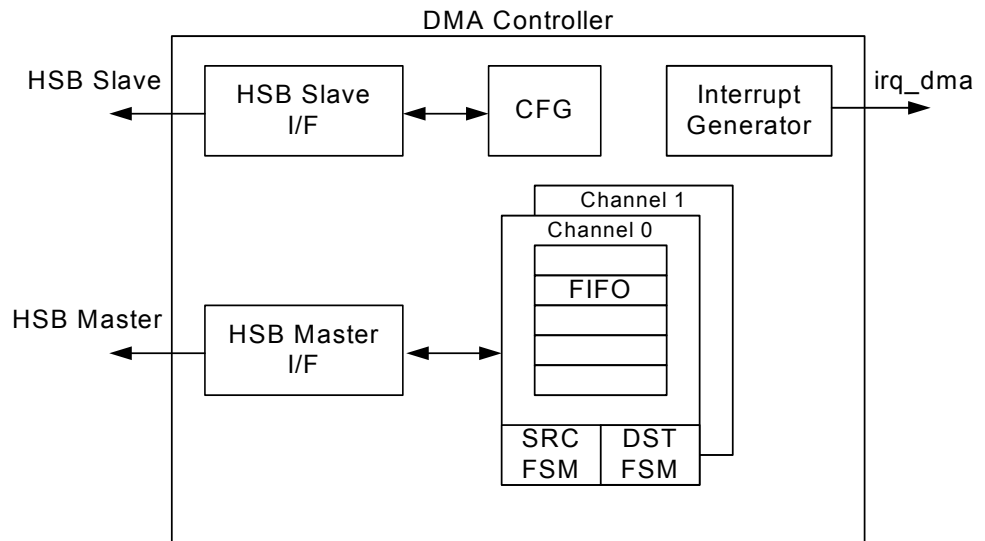 DMA Controller
HSB Slave
HSB Slave
I/F
CFG
Interrupt
Generator
irq_dma
Channel 1
Channel 0
FIFO
HSB Master
HSB Master
I/F
SRC
FSM
DST
FSM